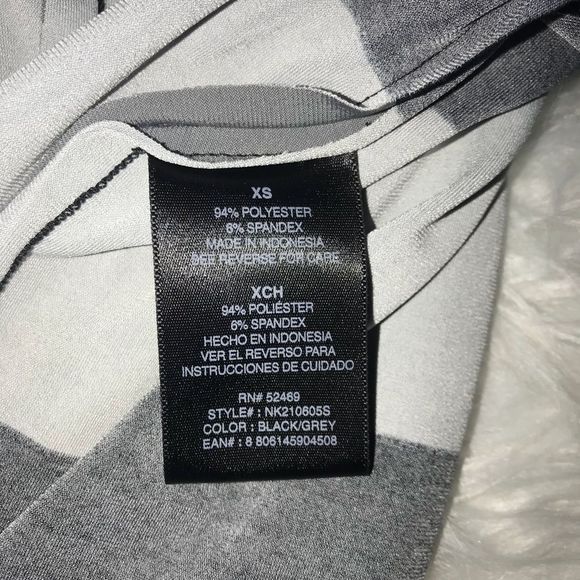 XS
94% POLYESTER
6% SPANDEX
MADE IN INDONESIA
SEE REVERSE FOR CARE
XCH
94% POLIÉSTER
6% SPANDEX
HECHO EN INDONESIA
VER EL REVERSO PARA
INSTRUCCIONES DE CUIDADO
RN# 52469
STYLE# : NK210605S
COLOR : BLACK/GREY
EAN# : 8 806145904508